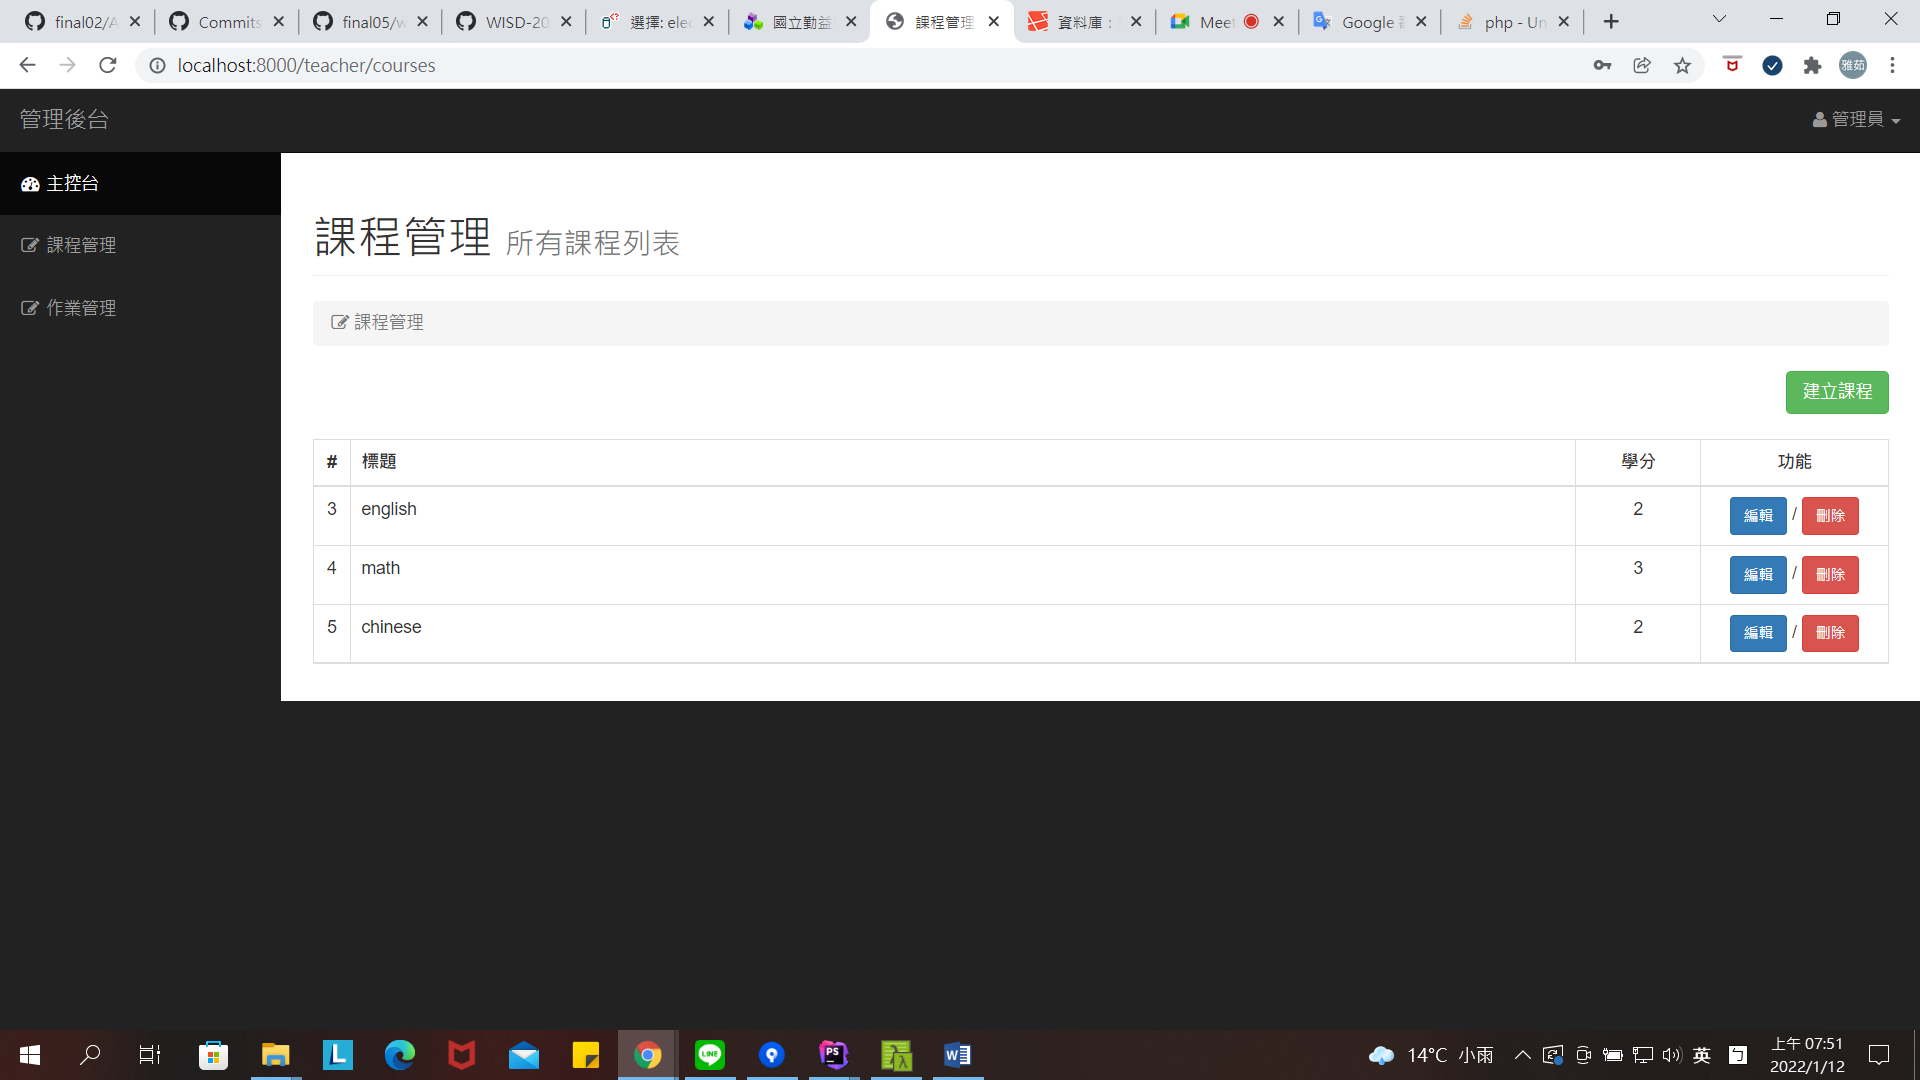 final02/A
Commits
final05/w
WISD-20
選擇: elec
國立勤益
課程管理
資料庫：
Meet
Google
php - Un
localhost:8000/teacher/courses
雅茹
管理後台
管理員
主控台
課程管理
作業管理
課程管理 所有課程列表
課程管理
建立課程
# 標題 學分 功能
3 english 2 編輯 / 刪除
4 math 3 編輯 / 刪除
5 chinese 2 編輯 / 刪除
14°C 小雨
英
上午 07:51
2022/1/12